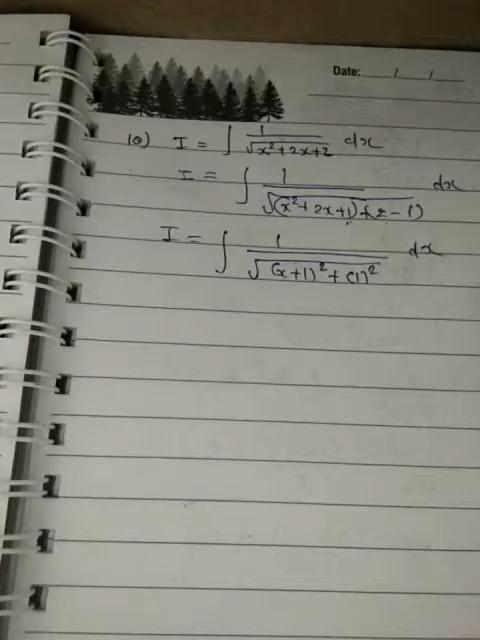 Date: / /
10) I = ∫ 1/√(x²+2x+2) dx
I = ∫ 1/√((x²+2x+1)+(2-1)) dx
I = ∫ 1/√((x+1)²+(1)²) dx